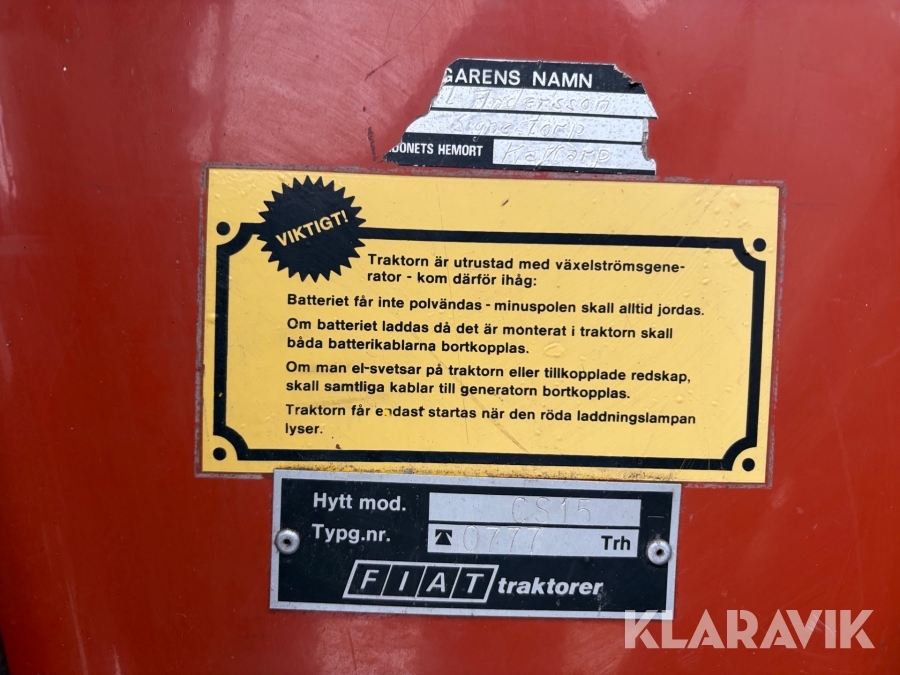 GARENS NAMN
L Andersson
torp
DONETS HEMORT Katrarp
VIKTIGT!
Traktorn är utrustad med växelströmsgene-
rator - kom därför ihåg:
Batteriet får inte polvändas - minuspolen skall alltid jordas.
Om batteriet laddas då det är monterat i traktorn skall
båda batterikablarna bortkopplas.
Om man el-svetsar på traktorn eller tillkopplade redskap,
skall samtliga kablar till generatorn bortkopplas.
Traktorn får endast startas när den röda laddningslampan
lyser.
Hytt mod. CS15
Typg.nr. 0777 Trh
FIAT traktorer
KLARAVIK